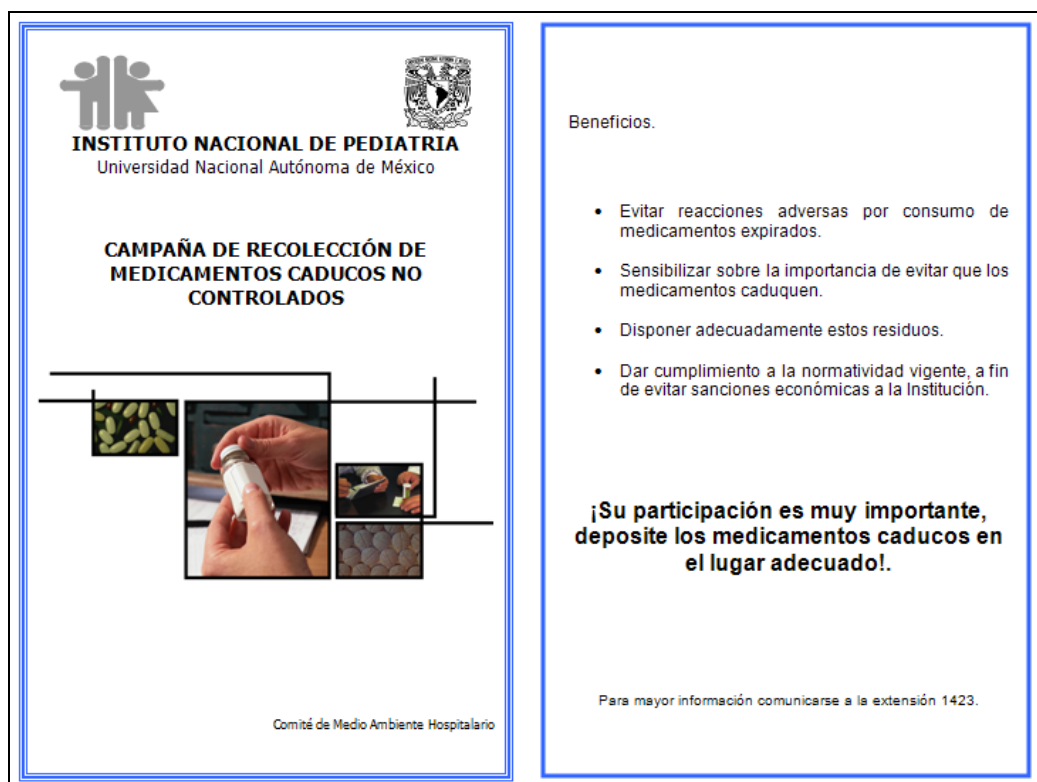 INSTITUTO NACIONAL DE PEDIATRIA
Universidad Nacional Autónoma de México
CAMPAÑA DE RECOLECCIÓN DE
MEDICAMENTOS CADUCOS NO
CONTROLADOS
Comité de Medio Ambiente Hospitalario
Beneficios.
• Evitar reacciones adversas por consumo de
medicamentos expirados.
• Sensibilizar sobre la importancia de evitar que los
medicamentos caduquen.
• Disponer adecuadamente estos residuos.
• Dar cumplimiento a la normatividad vigente, a fin
de evitar sanciones económicas a la Institución.
¡Su participación es muy importante,
deposite los medicamentos caducos en
el lugar adecuado!.
Para mayor información comunicarse a la extensión 1423.